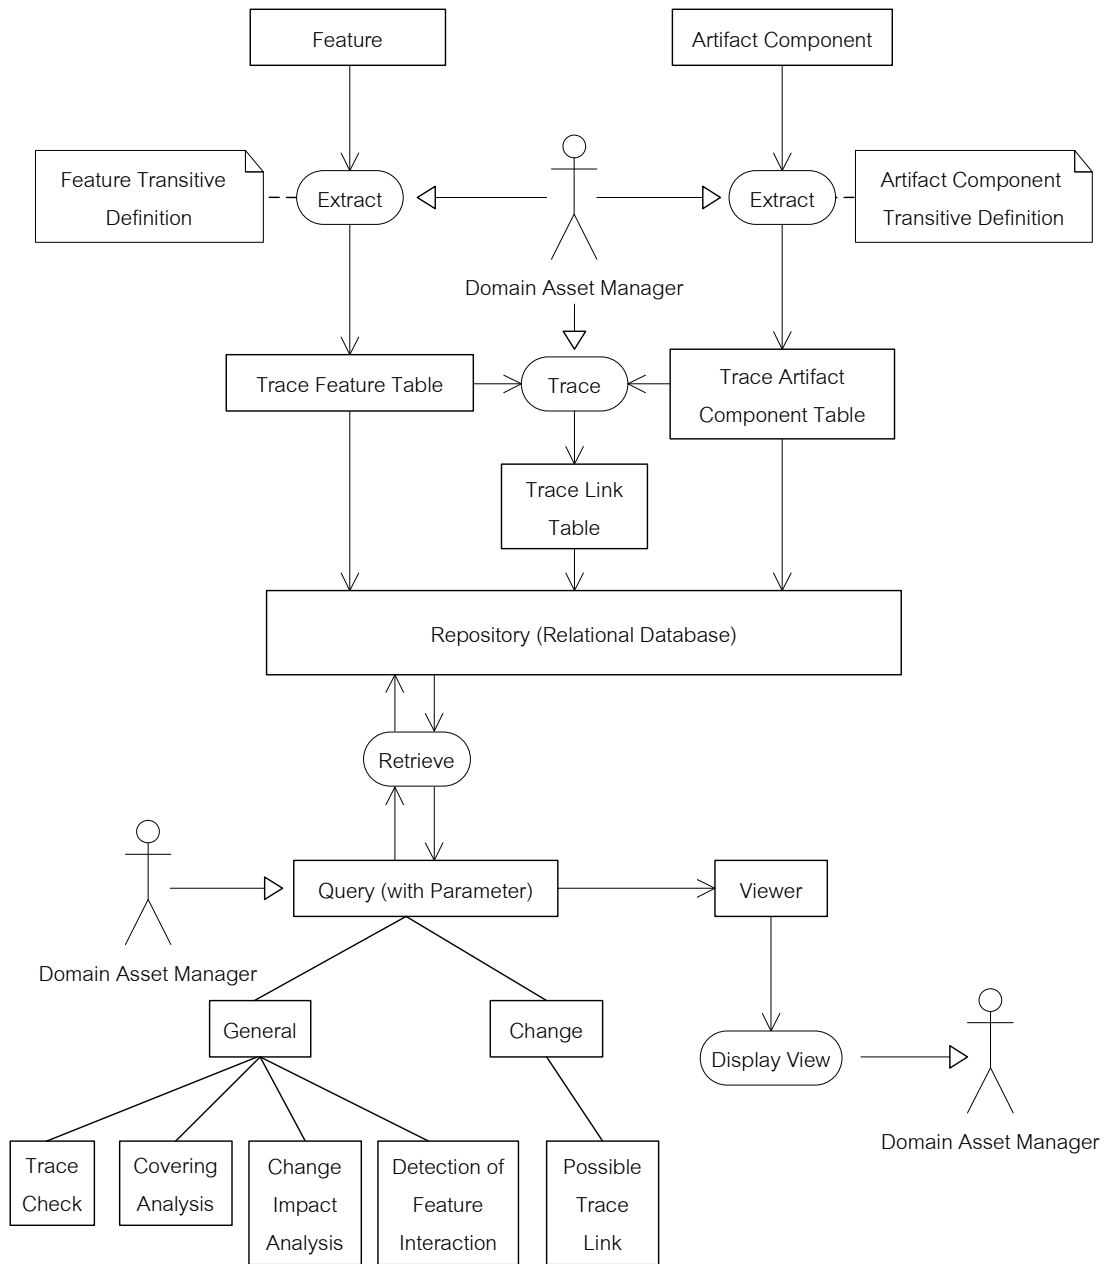 Feature
Artifact Component
Feature Transitive
Definition
Extract
Extract
Artifact Component
Transitive Definition
Domain Asset Manager
Trace Feature Table
Trace
Trace Artifact
Component Table
Trace Link
Table
Repository (Relational Database)
Retrieve
Query (with Parameter)
Viewer
Domain Asset Manager
General
Change
Display View
Domain Asset Manager
Trace
Check
Covering
Analysis
Change
Impact
Analysis
Detection of
Feature
Interaction
Possible
Trace
Link